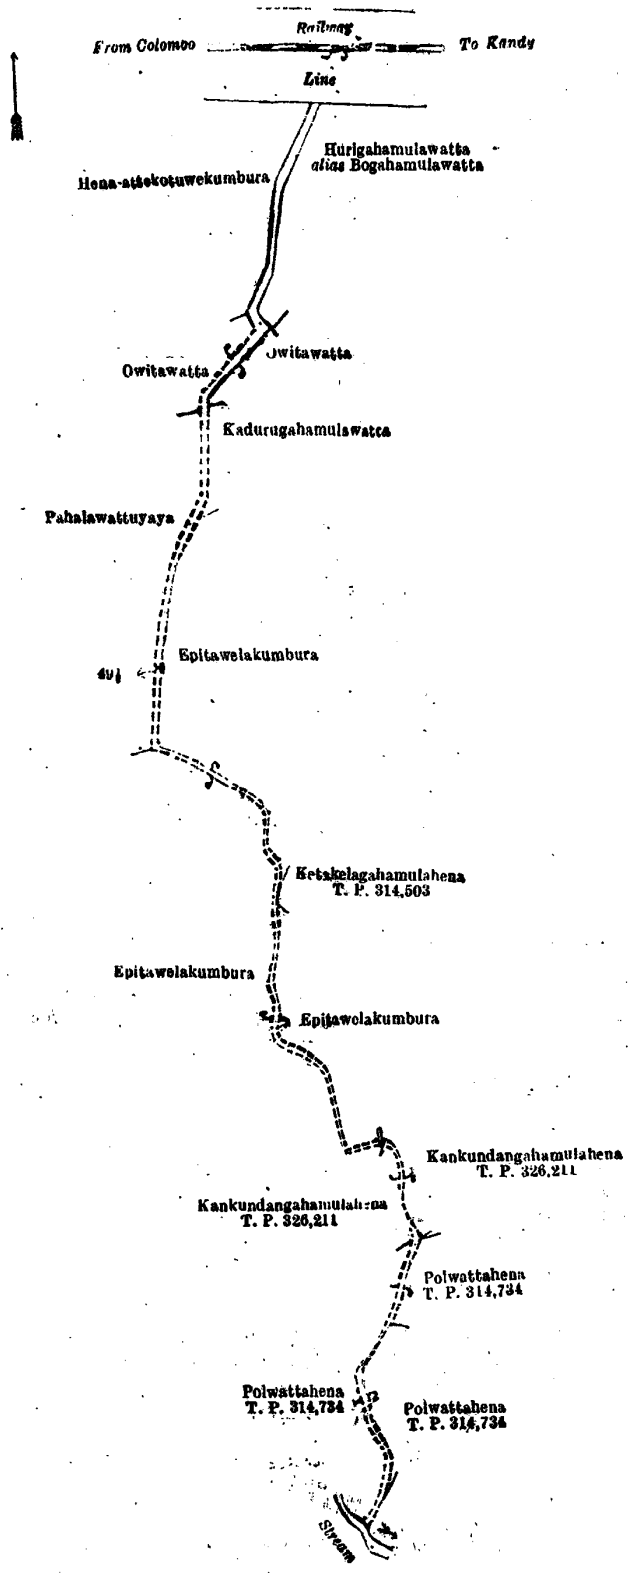 Railway
From Colombo To Kandy
Line
Hurigahamulawatta
alias Bogahamulawatta
Hena-attekotuwekumbura
Owitawatta
Owitawatta
Kadurugahamulawatta
Pahalawattuyaya
Epitawelakumbura
Ketakelagahamulahena
T. P. 314,503
Epitawelakumbura
Epitawelakumbura
Kankundangahamulahena
T. P. 326,211
Kankundangahamulahena
T. P. 326,211
Polwattahena
T. P. 314,734
Polwattahena
T. P. 314,734
Polwattahena
T. P. 314,734
Stream